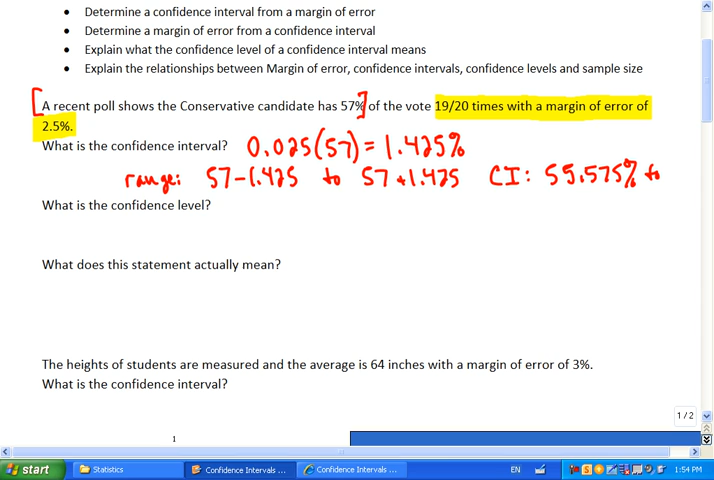 • Determine a confidence interval from a margin of error
• Determine a margin of error from a confidence interval
• Explain what the confidence level of a confidence interval means
• Explain the relationships between Margin of error, confidence intervals, confidence levels and sample size
[A recent poll shows the Conservative candidate has 57%] of the vote 19/20 times with a margin of error of
2.5%.
What is the confidence interval? 0.025(57) = 1.425%
range: 57-1.425 to 57+1.425 CI: 55.575% to
What is the confidence level?
What does this statement actually mean?
The heights of students are measured and the average is 64 inches with a margin of error of 3%.
What is the confidence interval?
1/2
1
start Statistics Confidence Intervals ... Confidence Intervals ... EN 1:54 PM